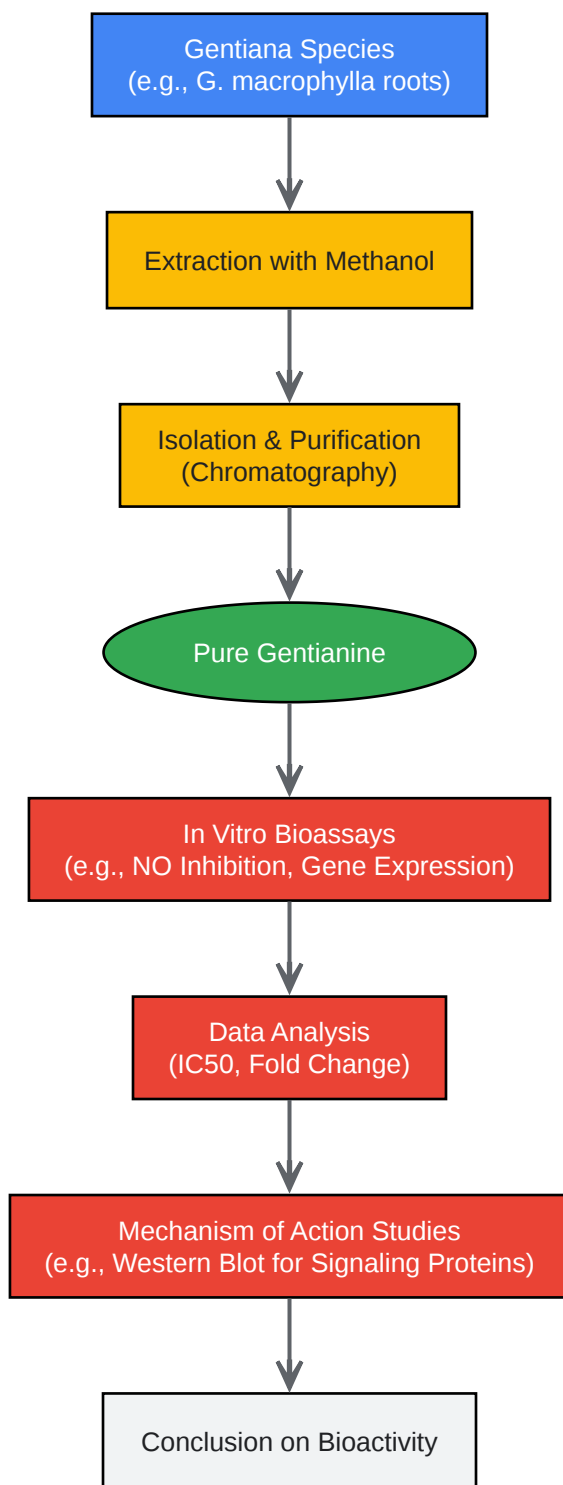 Gentiana Species
(e.g., G. macrophylla roots)
Extraction with Methanol
Isolation & Purification
(Chromatography)
Pure Gentianine
In Vitro Bioassays
(e.g., NO Inhibition, Gene Expression)
Data Analysis
(IC50, Fold Change)
Mechanism of Action Studies
(e.g., Western Blot for Signaling Proteins)
Conclusion on Bioactivity